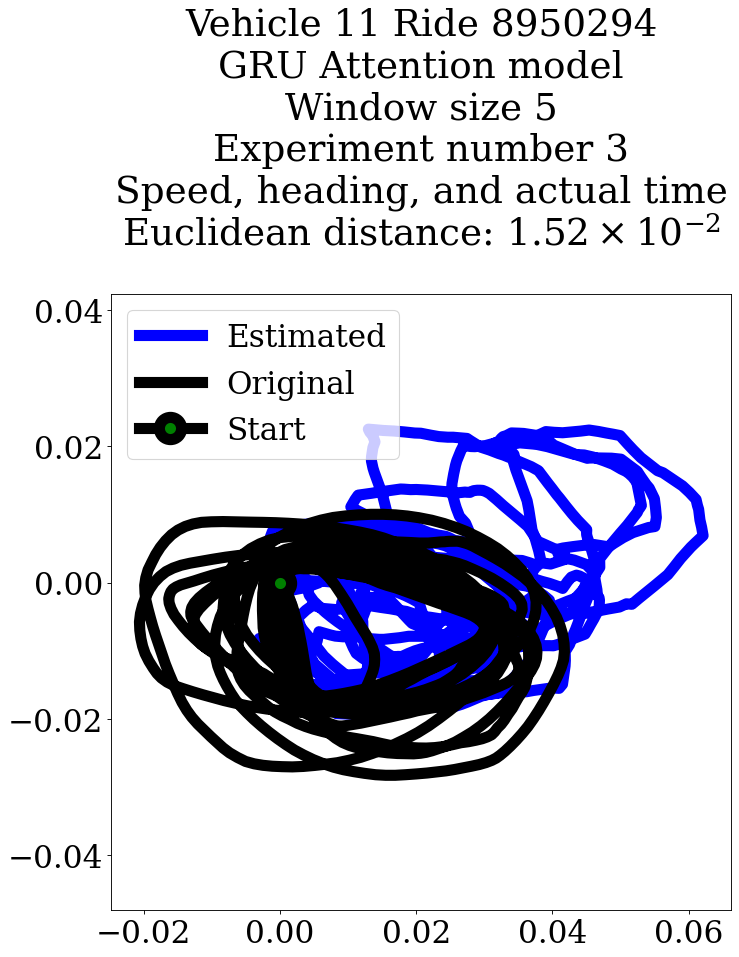 Vehicle 11 Ride 8950294
GRU Attention model
Window size 5
Experiment number 3
Speed, heading, and actual time
Euclidean distance: 1.52 × 10⁻²
0.04
Estimated
Original
Start
0.02
0.00
−0.02
−0.04
−0.02 0.00 0.02 0.04 0.06